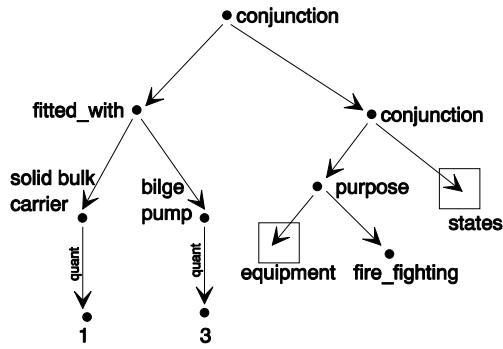 conjunction
fitted_with
conjunction
solid bulk
carrier
bilge
pump
purpose
states
quant
quant
equipment
fire_fighting
1
3